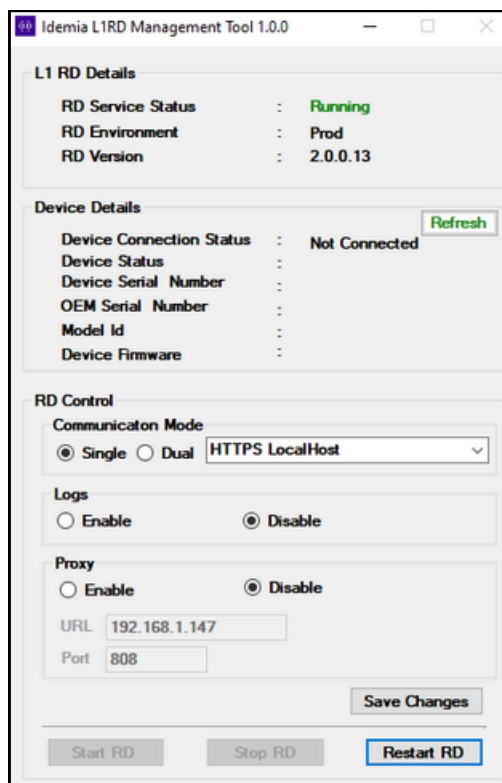 Idemia L1RD Management Tool 1.0.0
L1 RD Details
RD Service Status : Running
RD Environment : Prod
RD Version : 2.0.0.13
Device Details
Refresh
Device Connection Status : Not Connected
Device Status :
Device Serial Number :
OEM Serial Number :
Model Id :
Device Firmware :
RD Control
Communicaton Mode
Single Dual HTTPS LocalHost
Logs
Enable Disable
Proxy
Enable Disable
URL 192.168.1.147
Port 808
Save Changes
Start RD Stop RD Restart RD